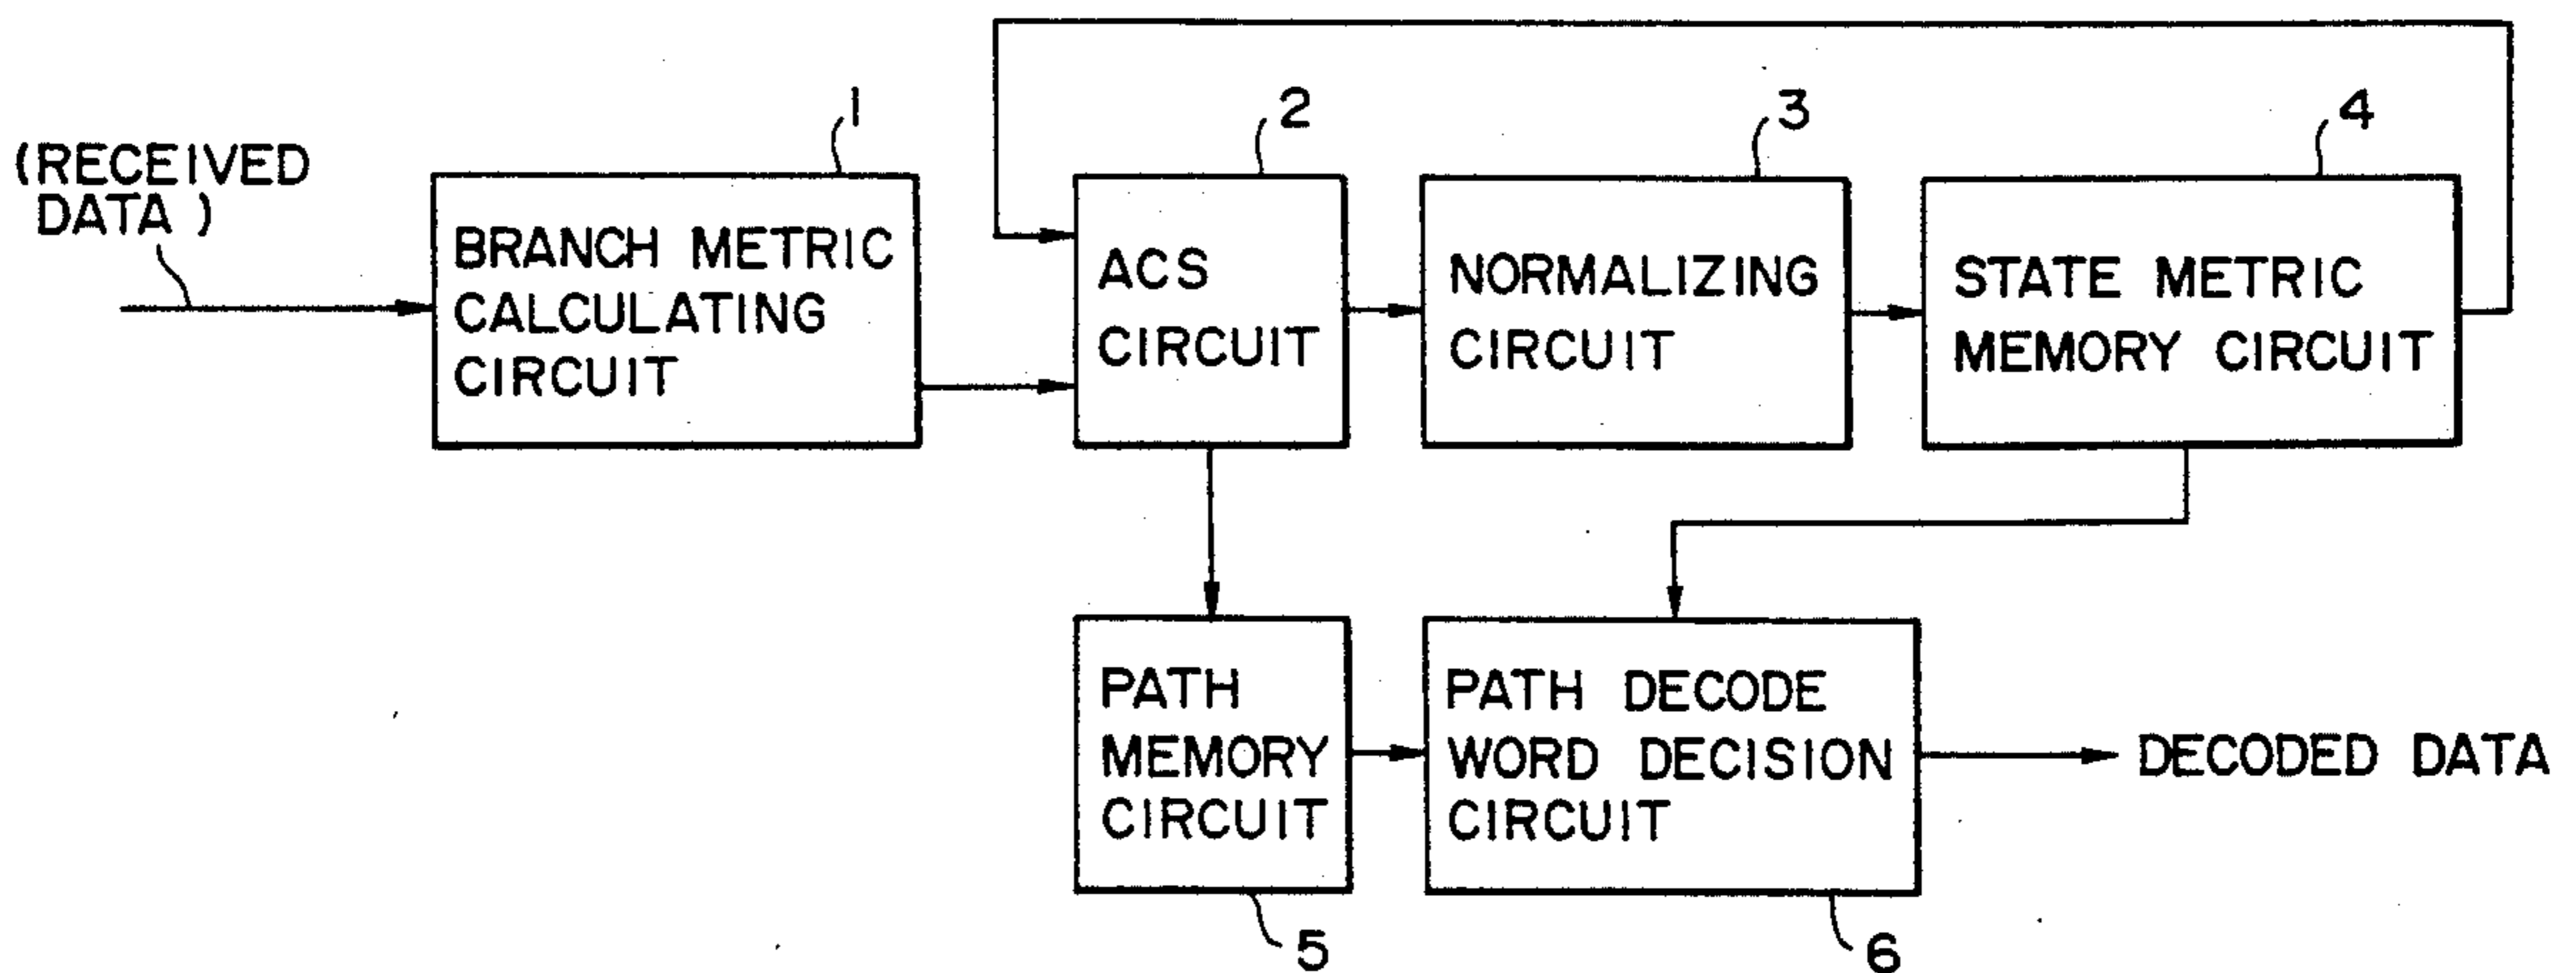 1
2
3
4
(RECEIVED
DATA )
BRANCH METRIC
CALCULATING
CIRCUIT
ACS
CIRCUIT
NORMALIZING
CIRCUIT
STATE METRIC
MEMORY CIRCUIT
PATH
MEMORY
CIRCUIT
PATH DECODE
WORD DECISION
CIRCUIT
DECODED DATA
5
6